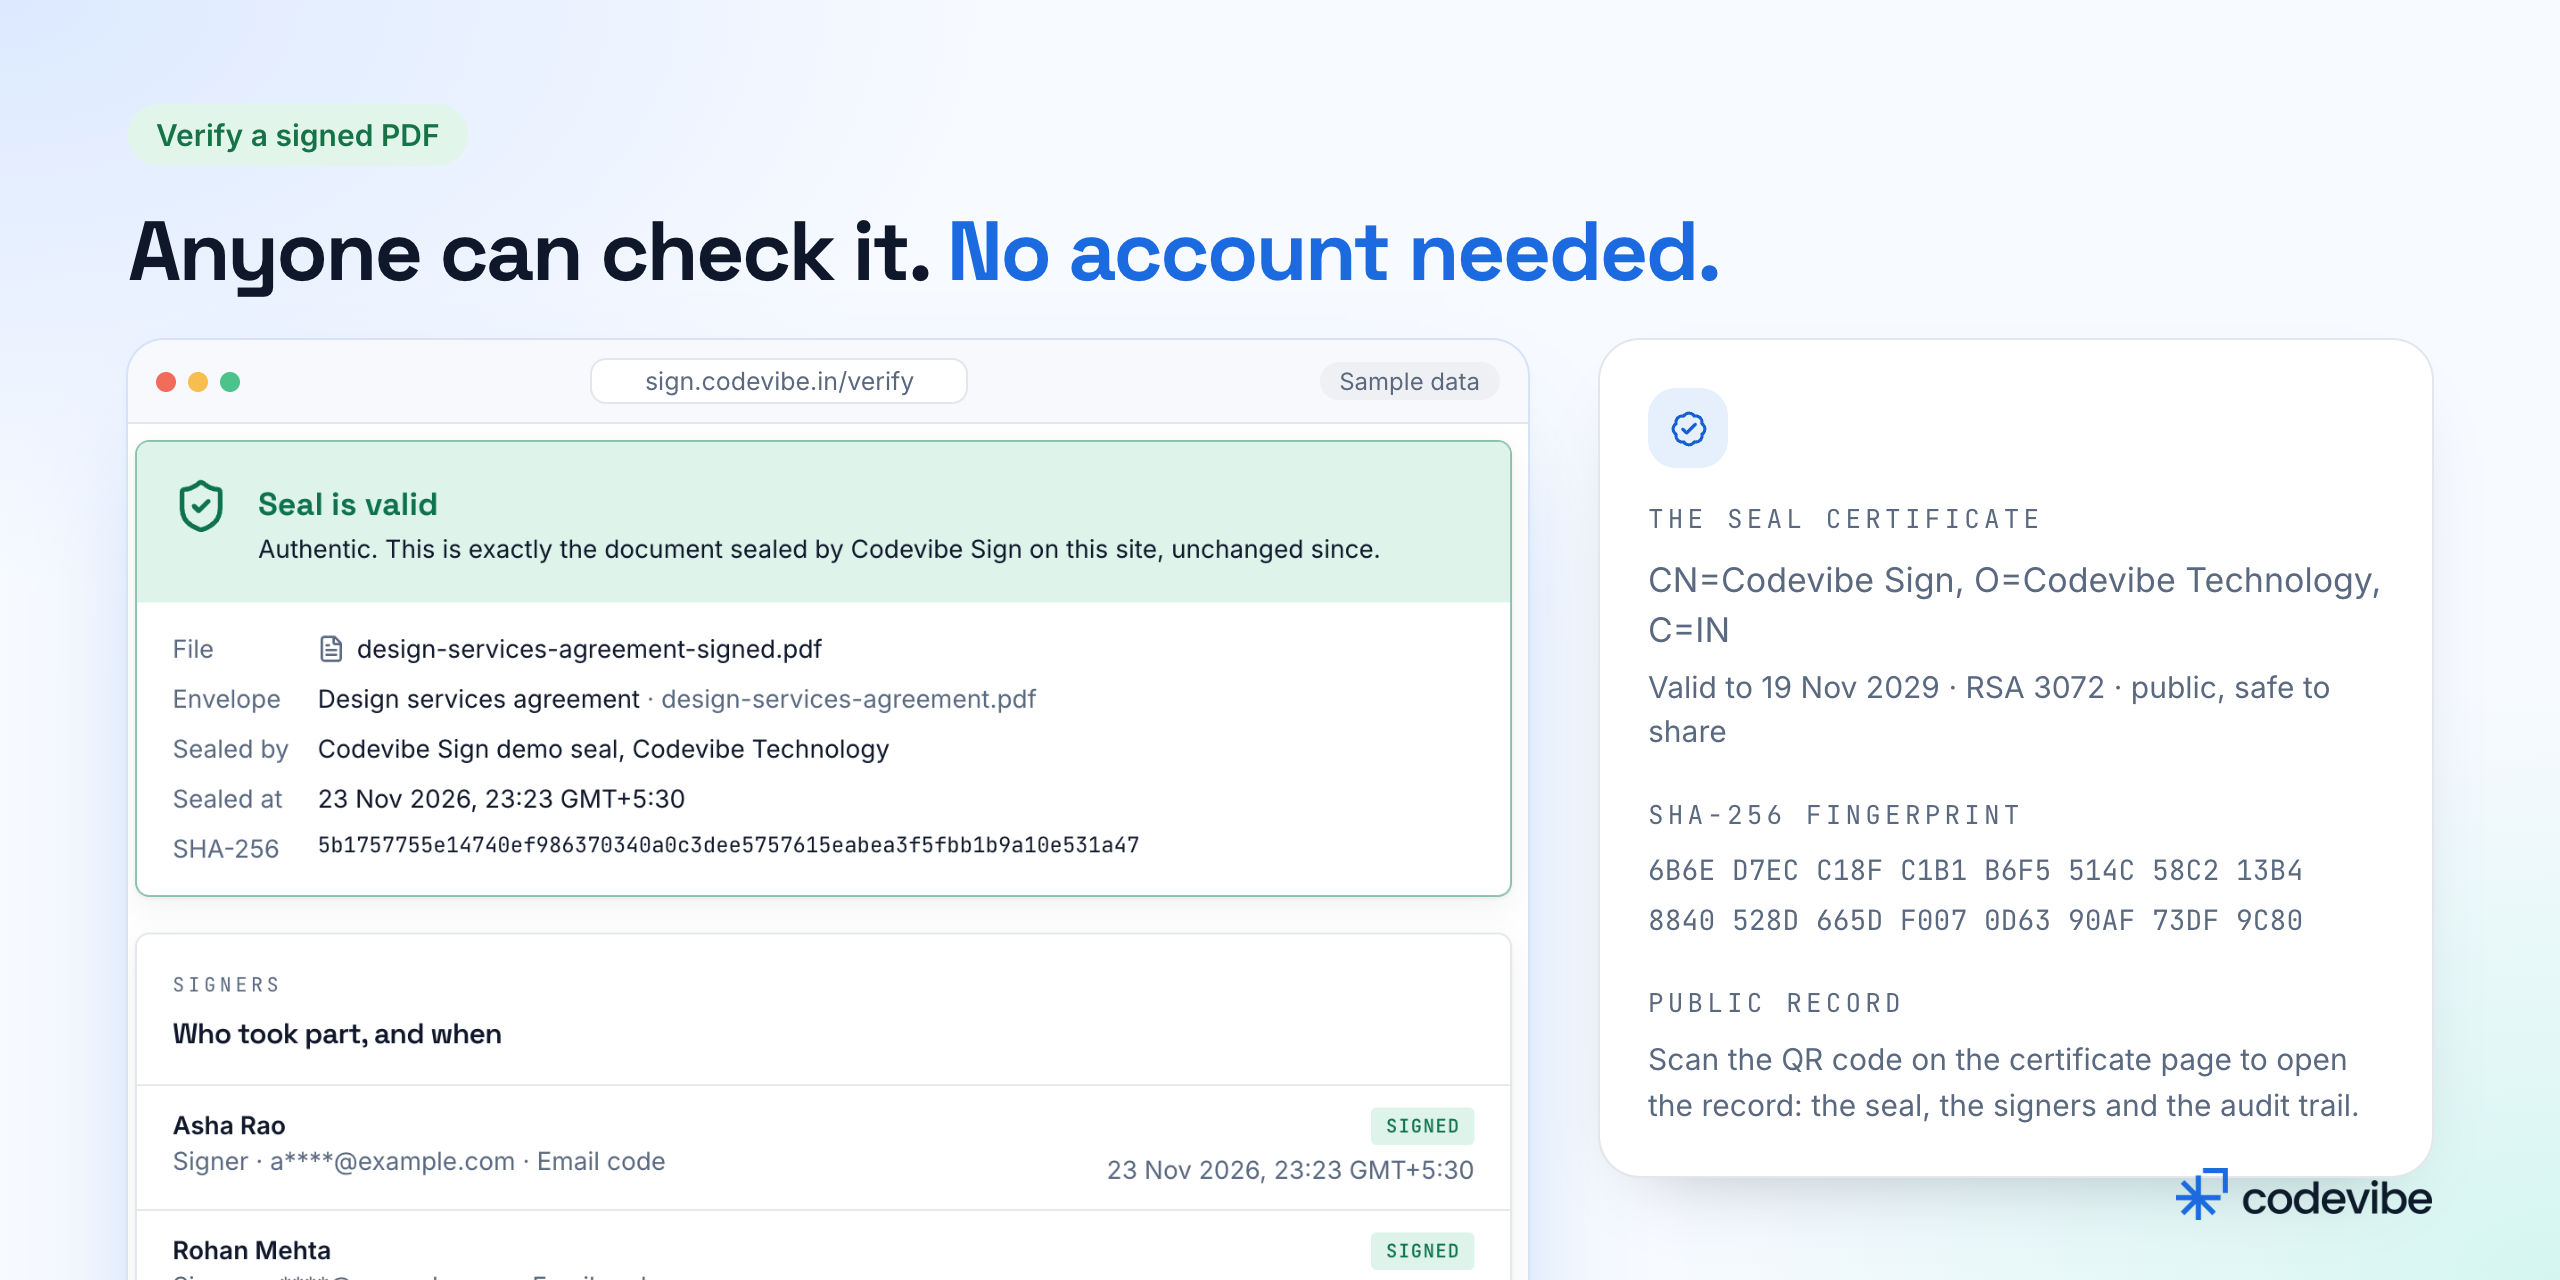 Verify a signed PDF
Anyone can check it. No account needed.
sign.codevibe.in/verify
Sample data
Seal is valid
Authentic. This is exactly the document sealed by Codevibe Sign on this site, unchanged since.
File design-services-agreement-signed.pdf
Envelope Design services agreement · design-services-agreement.pdf
Sealed by Codevibe Sign demo seal, Codevibe Technology
Sealed at 23 Nov 2026, 23:23 GMT+5:30
SHA-256 5b1757755e14740ef986370340a0c3dee5757615eabea3f5fbb1b9a10e531a47
SIGNERS
Who took part, and when
Asha Rao SIGNED
Signer · a****@example.com · Email code
23 Nov 2026, 23:23 GMT+5:30
Rohan Mehta SIGNED
THE SEAL CERTIFICATE
CN=Codevibe Sign, O=Codevibe Technology,
C=IN
Valid to 19 Nov 2029 · RSA 3072 · public, safe to
share
SHA-256 FINGERPRINT
6B6E D7EC C18F C1B1 B6F5 514C 58C2 13B4
8840 528D 665D F007 0D63 90AF 73DF 9C80
PUBLIC RECORD
Scan the QR code on the certificate page to open
the record: the seal, the signers and the audit trail.
codevibe